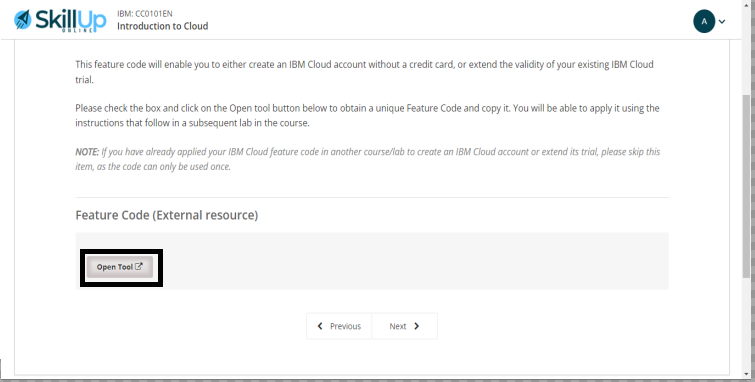 SkillUp
ONLINE
IBM: CC0101EN
Introduction to Cloud
A
This feature code will enable you to either create an IBM Cloud account without a credit card, or extend the validity of your existing IBM Cloud
trial.
Please check the box and click on the Open tool button below to obtain a unique Feature Code and copy it. You will be able to apply it using the
instructions that follow in a subsequent lab in the course.
NOTE: If you have already applied your IBM Cloud feature code in another course/lab to create an IBM Cloud account or extend its trial, please skip this
item, as the code can only be used once.
Feature Code (External resource)
Open Tool
Previous
Next